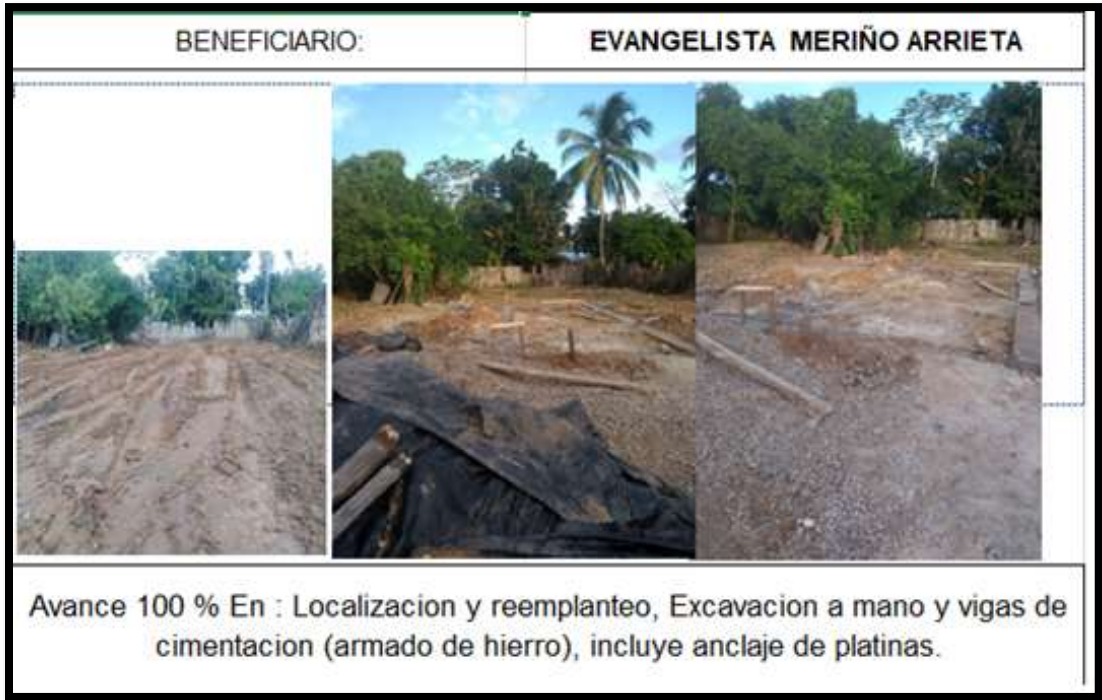 BENEFICIARIO:
EVANGELISTA MERIÑO ARRIETA
Avance 100 % En : Localizacion y reemplanteo, Excavacion a mano y vigas de
cimentacion (armado de hierro), incluye anclaje de platinas.